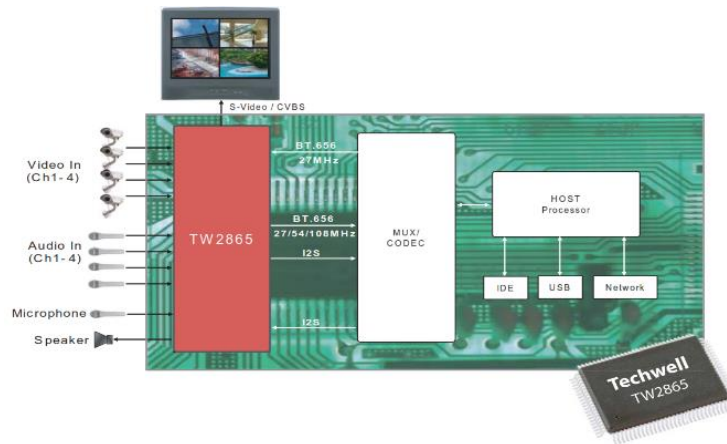 S-Video / CVBS
Video In
(Ch1- 4)
Audio In
(Ch1- 4)
Microphone
Speaker
TW2865
BT.656
27MHz
BT.656
27/54/108MHz
I2S
I2S
MUX/
CODEC
HOST
Processor
IDE
USB
Network
Techwell
TW2865